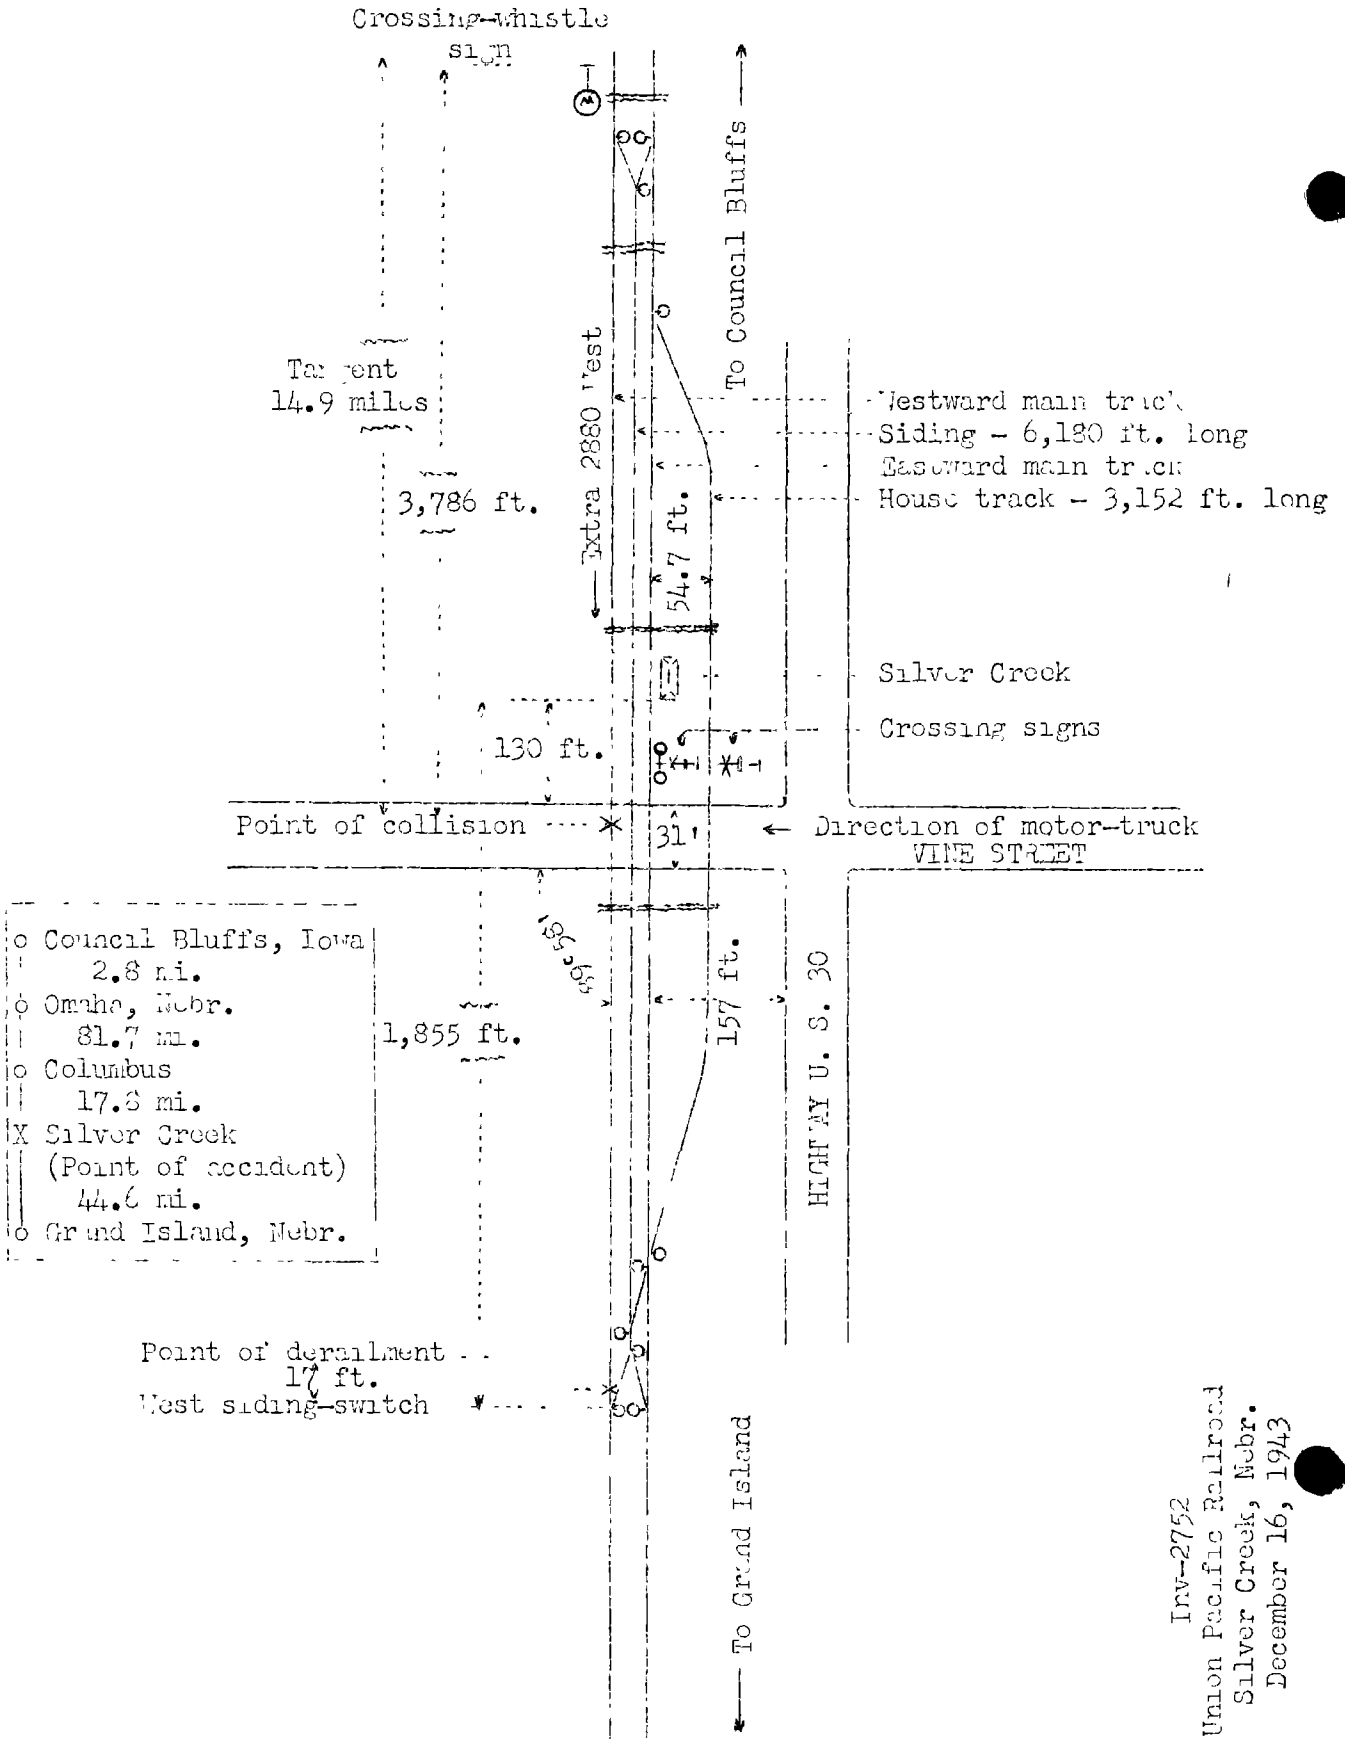 Crossing-whistle
sign
To Council Bluffs
Tangent
14.9 miles
3,786 ft.
Extra 2880 West
54.7 ft.
Westward main track
Siding - 6,180 ft. long
Eastward main track
House track - 3,152 ft. long
Silver Creek
Crossing signs
130 ft.
Point of collision
31'
Direction of motor-truck
VINE STREET
Council Bluffs, Iowa
2.8 mi.
Omaha, Nebr.
81.7 mi.
Columbus
17.8 mi.
X Silver Creek
(Point of accident)
44.6 mi.
Grand Island, Nebr.
1,855 ft.
157 ft.
HIGHWAY U. S. 30
Point of derailment
17 ft.
West siding-switch
To Grand Island
Inv-2752
Union Pacific Railroad
Silver Creek, Nebr.
December 16, 1943